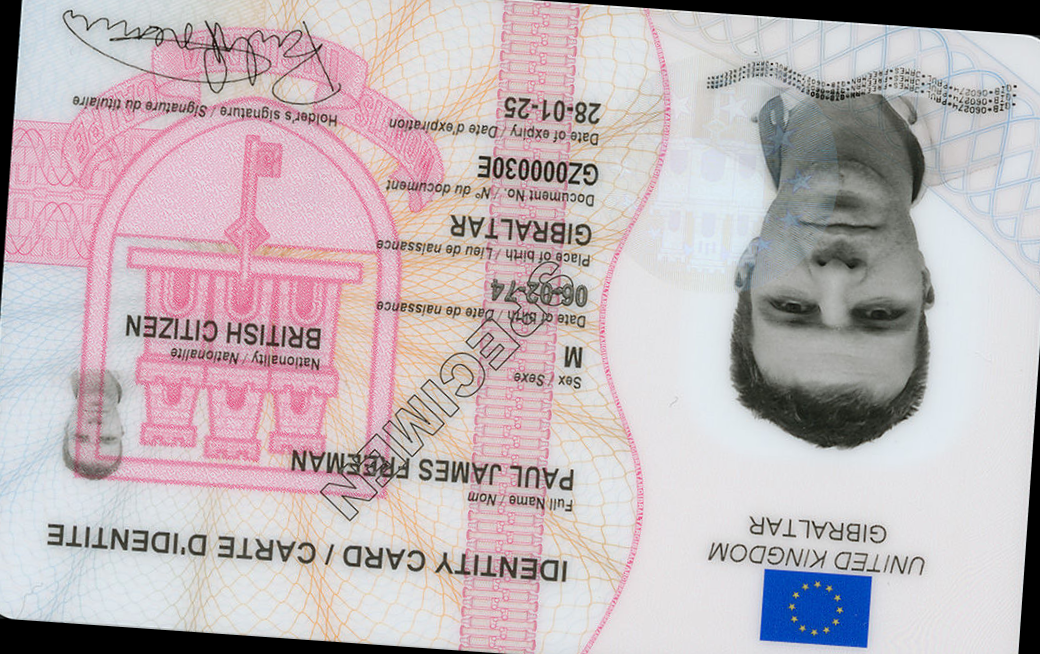 UNITED KINGDOM
GIBRALTAR
IDENTITY CARD / CARTE D'IDENTITE
Full Name / Nom
PAUL JAMES FREEMAN
Sex / Sexe
M
Nationality / Nationalité
BRITISH CITIZEN
Date of birth / Date de naissance
06-02-74
Place of birth / Lieu de naissance
GIBRALTAR
Document No. / N° du document
GZ000030E
Date of expiry / Date d'expiration
28-01-25
Holder's signature / Signature du titulaire
SPECIMEN